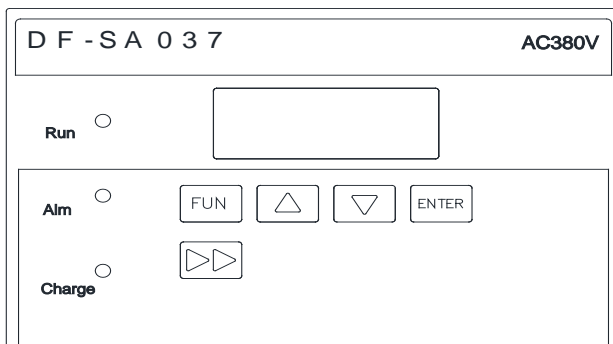 DF-SA037 AC380V
Run
Alm
FUN ENTER
Charge